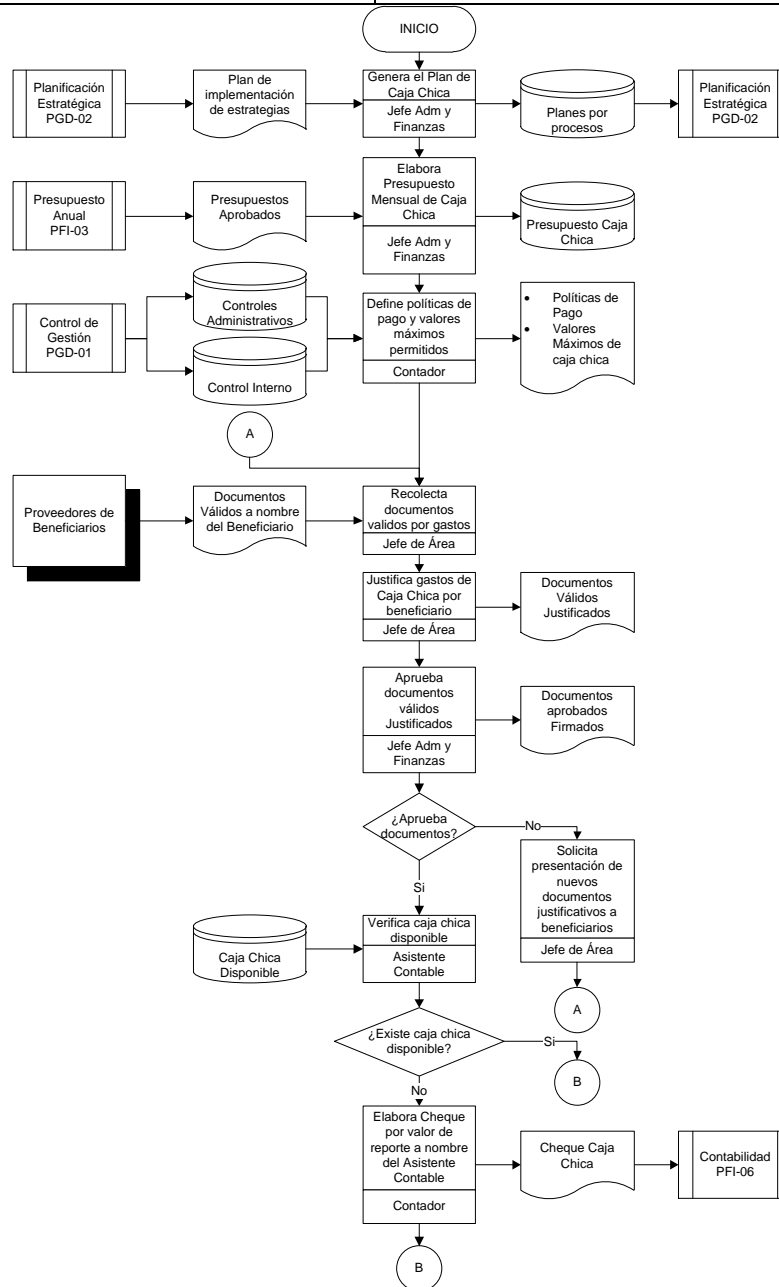 INICIO
Planificación
Estratégica
PGD-02
Plan de
implementación
de estrategias
Genera el Plan de
Caja Chica
Jefe Adm y
Finanzas
Planes por
procesos
Planificación
Estratégica
PGD-02
Presupuesto
Anual
PFI-03
Presupuestos
Aprobados
Elabora
Presupuesto
Mensual de Caja
Chica
Jefe Adm y
Finanzas
Presupuesto Caja
Chica
Control de
Gestión
PGD-01
Controles
Administrativos
Control Interno
Define políticas de
pago y valores
máximos
permitidos
Contador
• Políticas de
Pago
• Valores
Máximos de
caja chica
A
Proveedores de
Beneficiarios
Documentos
Válidos a nombre
del Beneficiario
Recolecta
documentos
validos por gastos
Jefe de Área
Justifica gastos de
Caja Chica por
beneficiario
Jefe de Área
Documentos
Válidos
Justificados
Aprueba
documentos
válidos
Justificados
Jefe Adm y
Finanzas
Documentos
aprobados
Firmados
¿Aprueba
documentos?
No
Solicita
presentación de
nuevos
documentos
justificativos a
beneficiarios
Jefe de Área
A
Si
Caja Chica
Disponible
Verifica caja chica
disponible
Asistente
Contable
¿Existe caja chica
disponible?
Si
B
No
Elabora Cheque
por valor de
reporte a nombre
del Asistente
Contable
Contador
Cheque Caja
Chica
Contabilidad
PFI-06
B